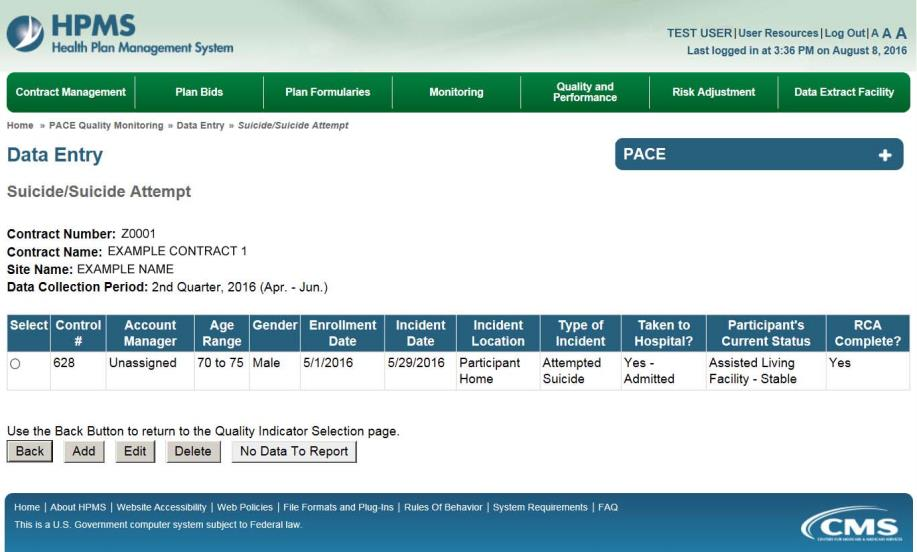 HPMS
Health Plan Management System
TEST USER|User Resources|Log Out|A A A
Last logged in at 3:36 PM on August 8, 2016
Contract Management Plan Bids Plan Formularies Monitoring Quality and Performance Risk Adjustment Data Extract Facility
Home » PACE Quality Monitoring » Data Entry » Suicide/Suicide Attempt
Data Entry
PACE +
Suicide/Suicide Attempt
Contract Number: Z0001
Contract Name: EXAMPLE CONTRACT 1
Site Name: EXAMPLE NAME
Data Collection Period: 2nd Quarter, 2016 (Apr. - Jun.)
Select Control # Account Manager Age Range Gender Enrollment Date Incident Date Incident Location Type of Incident Taken to Hospital? Participant's Current Status RCA Complete?
628 Unassigned 70 to 75 Male 5/1/2016 5/29/2016 Participant Home Attempted Suicide Yes - Admitted Assisted Living Facility - Stable Yes
Use the Back Button to return to the Quality Indicator Selection page.
Back Add Edit Delete No Data To Report
Home | About HPMS | Website Accessibility | Web Policies | File Formats and Plug-Ins | Rules Of Behavior | System Requirements | FAQ
This is a U.S. Government computer system subject to Federal law.
CMS
CENTERS FOR MEDICARE & MEDICAID SERVICES